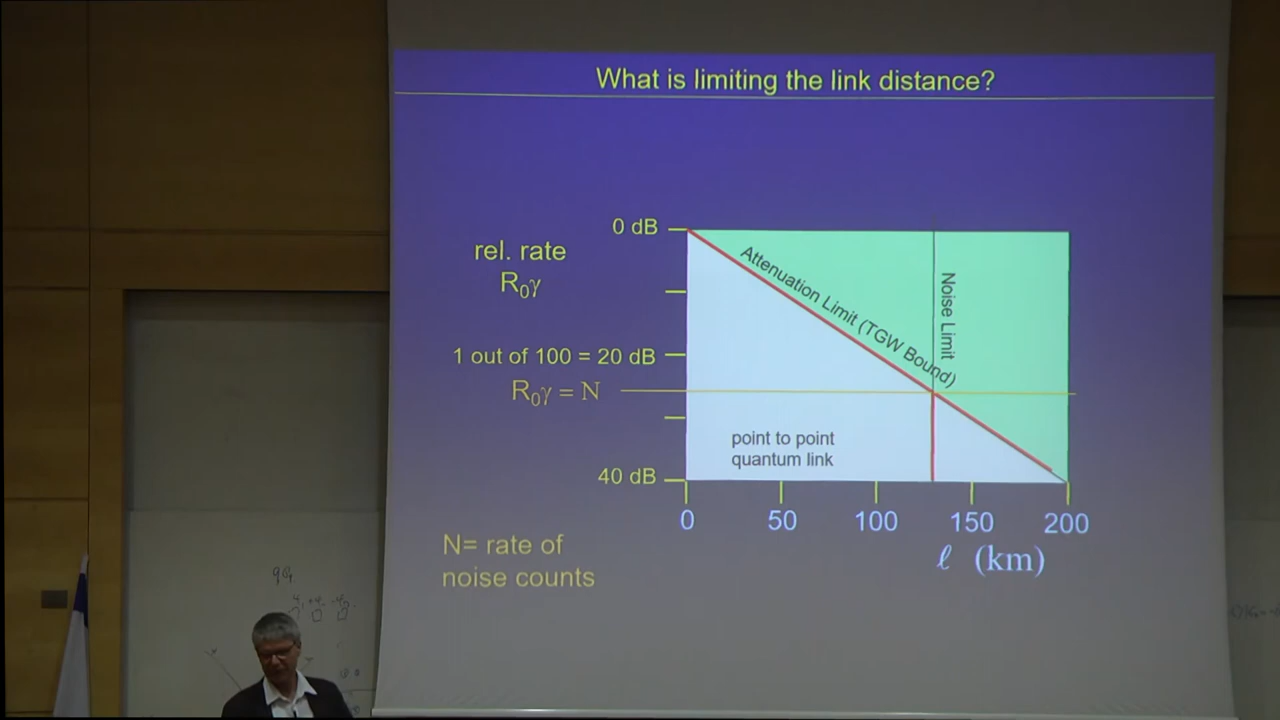 What is limiting the link distance?
0 dB
rel. rate
R₀γ
1 out of 100 = 20 dB
R₀γ = N
40 dB
Attenuation Limit (TGW Bound)
Noise Limit
point to point
quantum link
0 50 100 150 200
ℓ (km)
N= rate of
noise counts